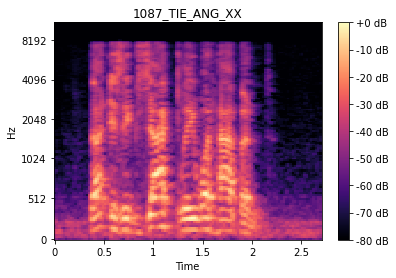 1087_TIE_ANG_XX
Hz
8192
4096
2048
1024
512
0
0
0.5
1
1.5
2
2.5
Time
+0 dB
-10 dB
-20 dB
-30 dB
-40 dB
-50 dB
-60 dB
-70 dB
-80 dB